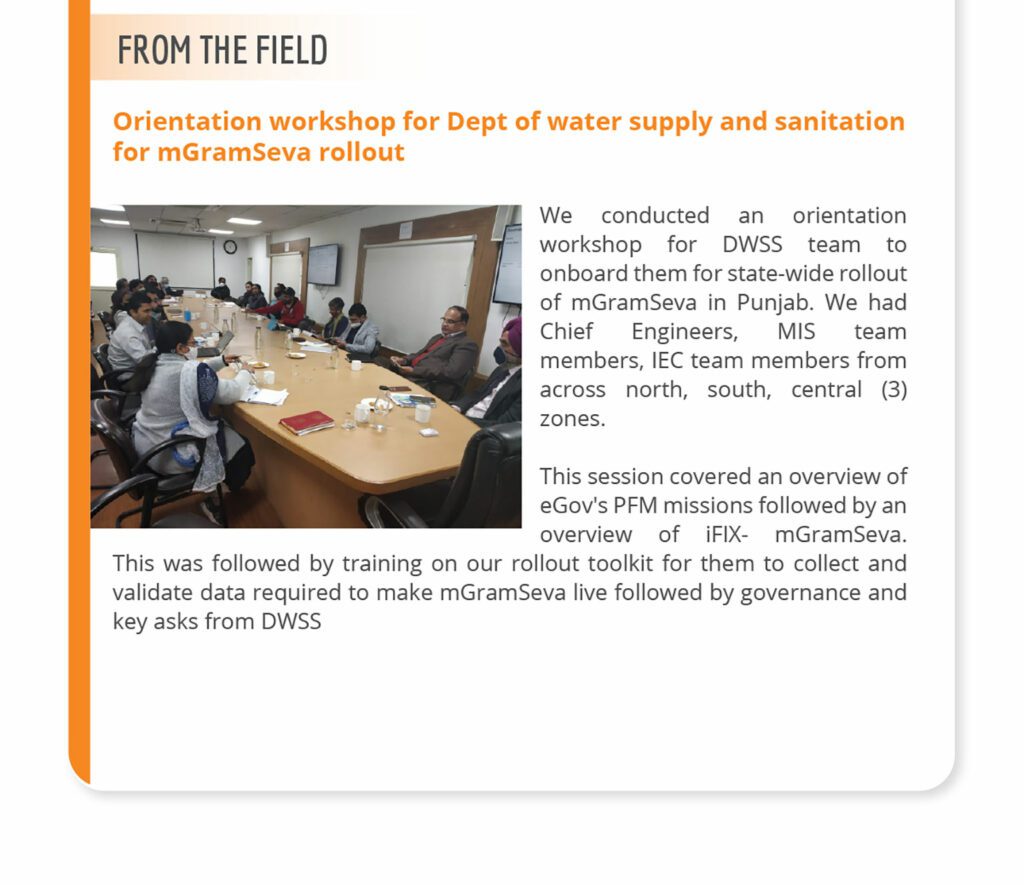 FROM THE FIELD
Orientation workshop for Dept of water supply and sanitation
for mGramSeva rollout
We conducted an orientation
workshop for DWSS team to
onboard them for state-wide rollout
of mGramSeva in Punjab. We had
Chief Engineers, MIS team
members, IEC team members from
across north, south, central (3)
zones.
This session covered an overview of
eGov's PFM missions followed by an
overview of iFIX- mGramSeva.
This was followed by training on our rollout toolkit for them to collect and
validate data required to make mGramSeva live followed by governance and
key asks from DWSS